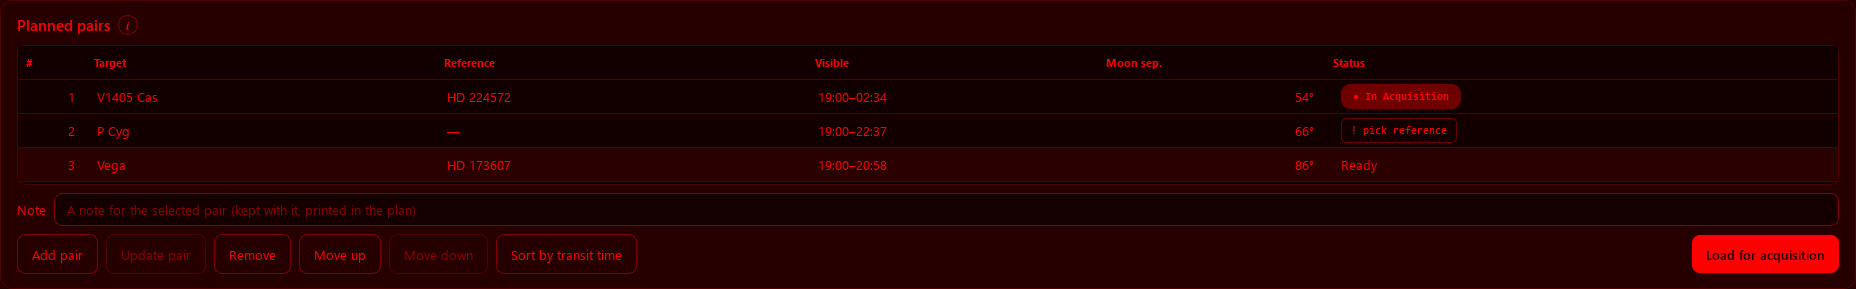 Planned pairs i
# Target Reference Visible Moon sep. Status
1 V1405 Cas HD 224572 19:00–02:34 54° ● In Acquisition
2 P Cyg — 19:00–22:37 66° ! pick reference
3 Vega HD 173607 19:00–20:58 86° Ready
Note A note for the selected pair (kept with it, printed in the plan)
Add pair Update pair Remove Move up Move down Sort by transit time Load for acquisition